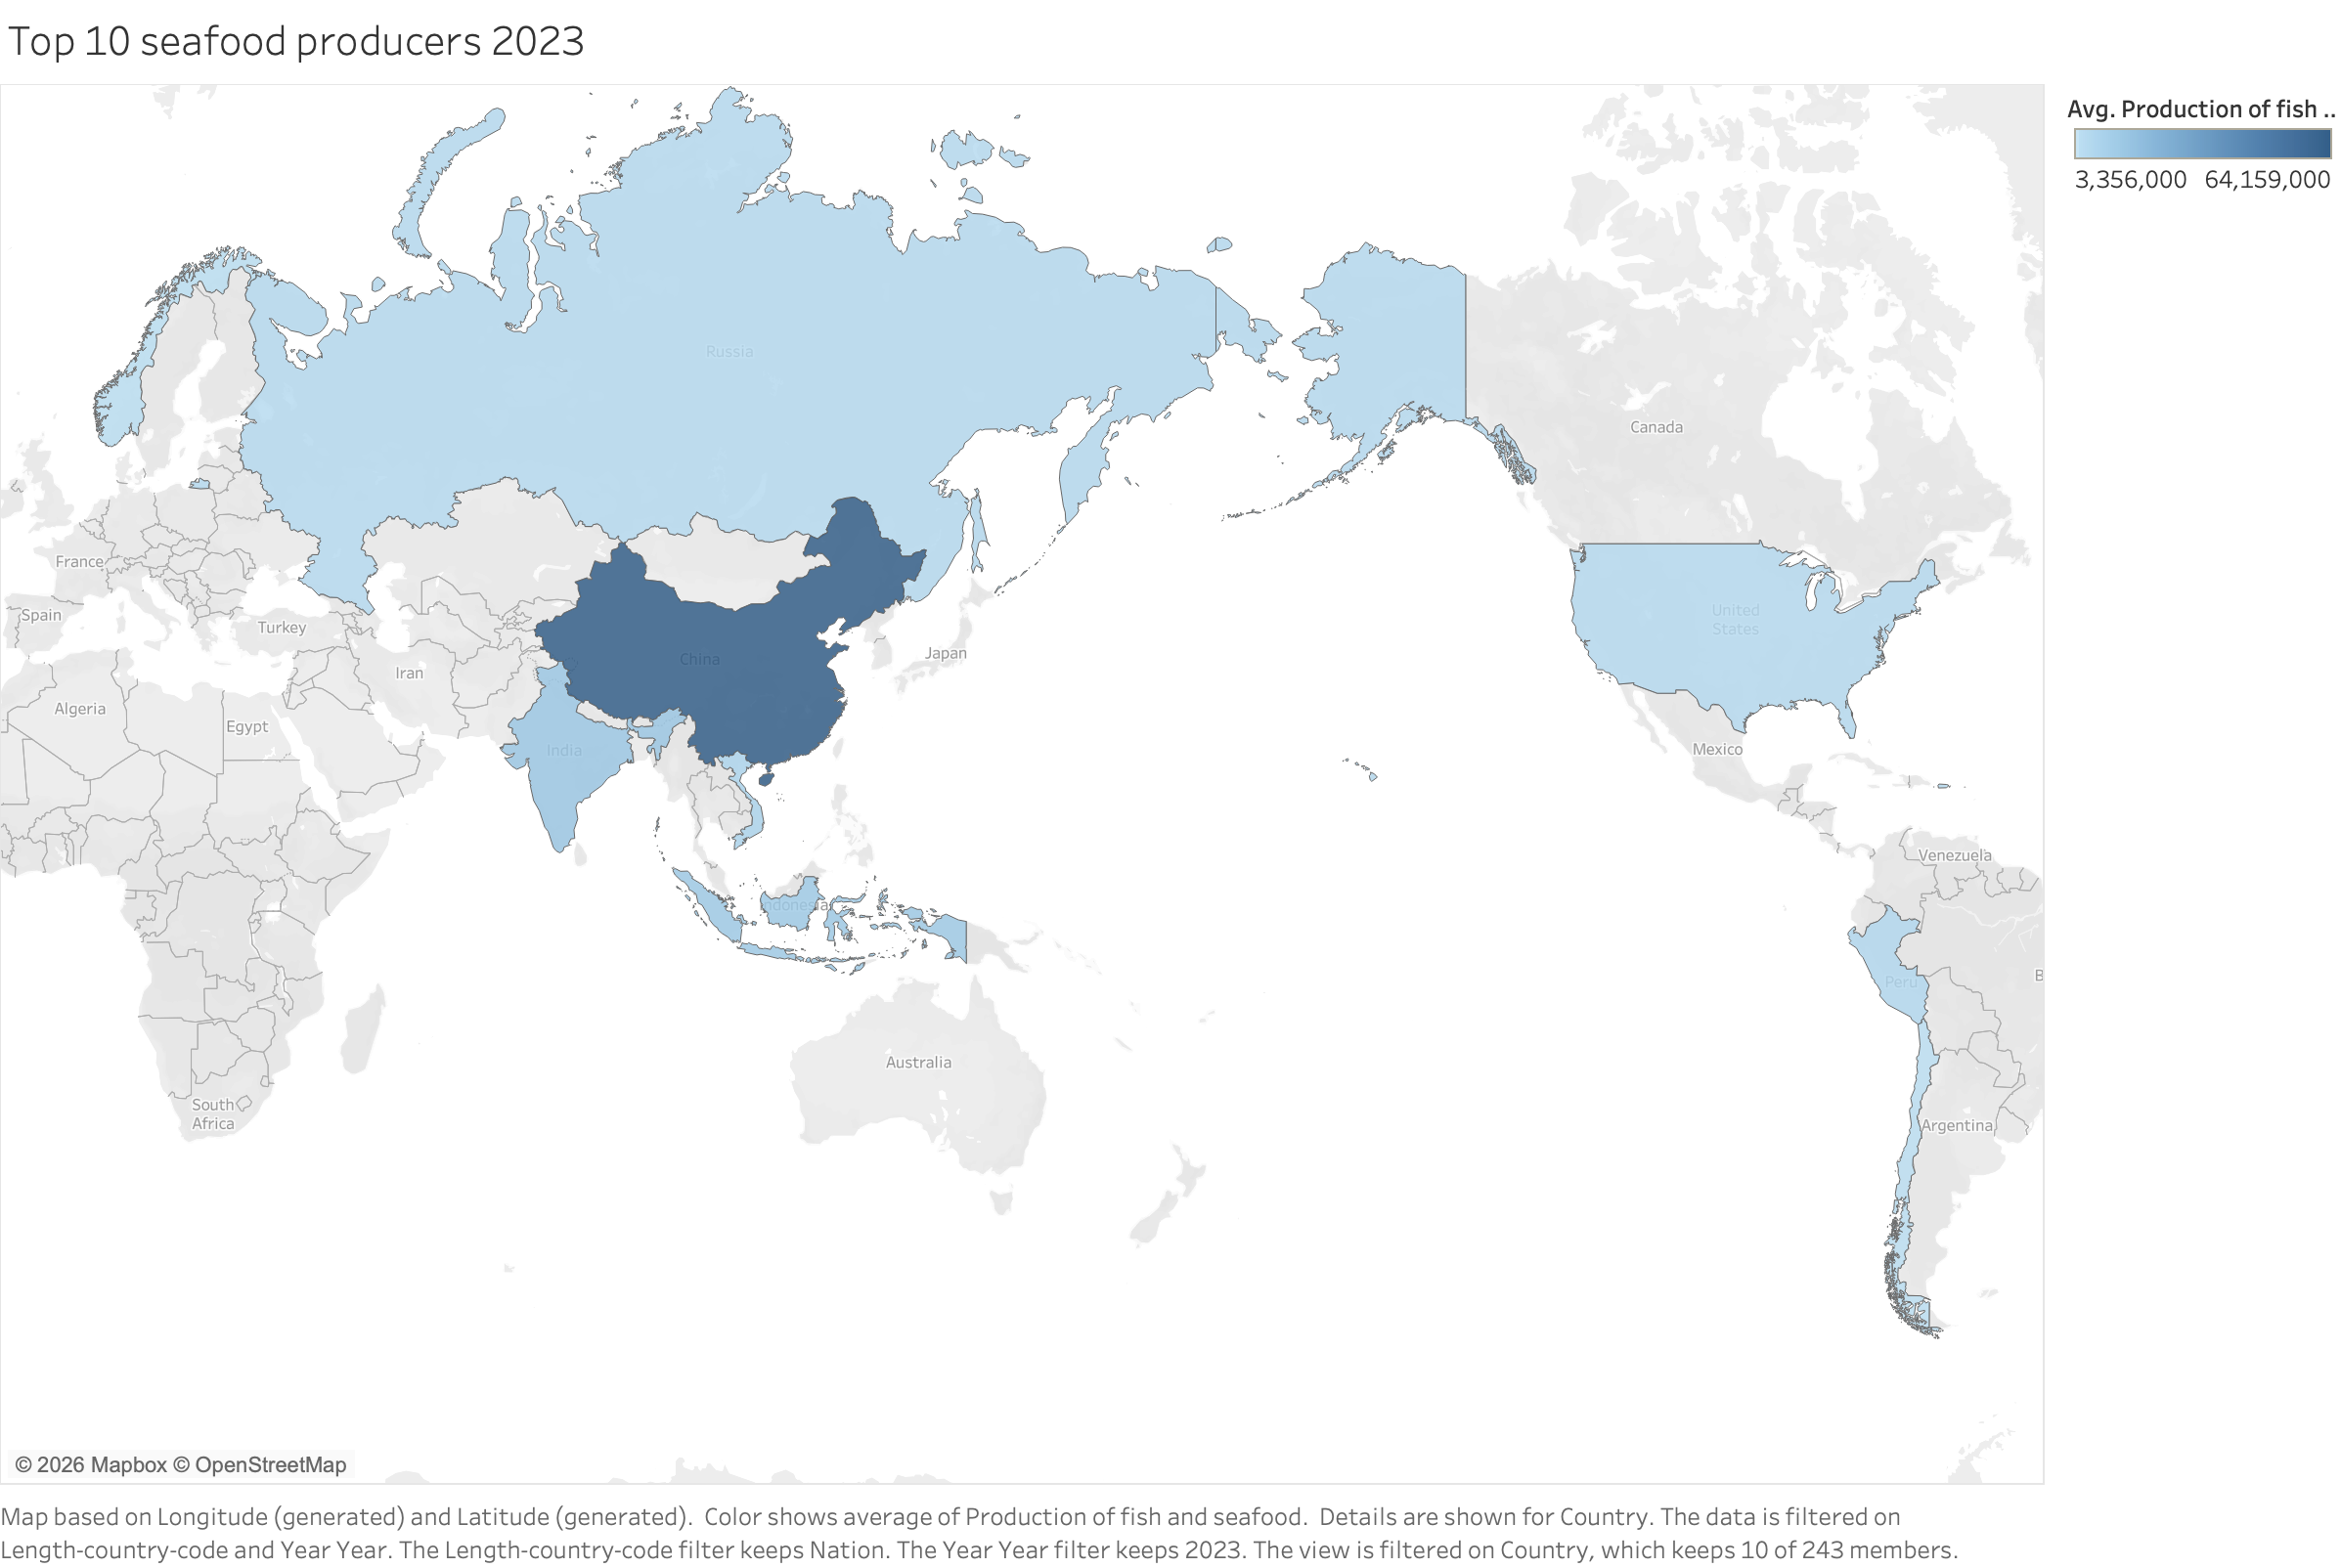 Top 10 seafood producers 2023
Avg. Production of fish ..
3,356,000 64,159,000
Russia
Canada
France
Spain
Turkey
United
States
Iran
Japan
China
Algeria
Egypt
India
Mexico
Venezuela
Indonesia
B
Peru
Australia
South
Africa
Argentina
© 2026 Mapbox © OpenStreetMap
Map based on Longitude (generated) and Latitude (generated).  Color shows average of Production of fish and seafood.  Details are shown for Country. The data is filtered on
Length-country-code and Year Year. The Length-country-code filter keeps Nation. The Year Year filter keeps 2023. The view is filtered on Country, which keeps 10 of 243 members.